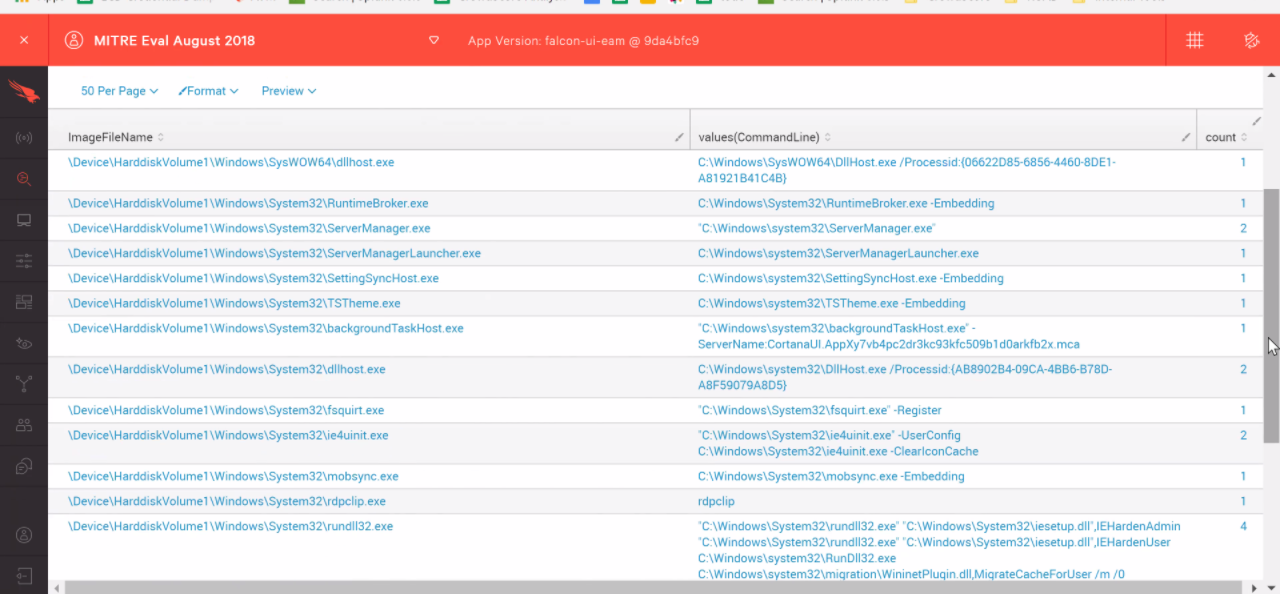 MITRE Eval August 2018
App Version: falcon-ui-eam @ 9da4bfc9
50 Per Page Format Preview
ImageFileName values(CommandLine) count
\Device\HarddiskVolume1\Windows\SysWOW64\dllhost.exe C:\Windows\SysWOW64\DllHost.exe /Processid:{06622D85-6856-4460-8DE1- 1
A81921B41C4B}
\Device\HarddiskVolume1\Windows\System32\RuntimeBroker.exe C:\Windows\System32\RuntimeBroker.exe -Embedding 1
\Device\HarddiskVolume1\Windows\System32\ServerManager.exe "C:\Windows\system32\ServerManager.exe" 2
\Device\HarddiskVolume1\Windows\System32\ServerManagerLauncher.exe C:\Windows\system32\ServerManagerLauncher.exe 1
\Device\HarddiskVolume1\Windows\System32\SettingSyncHost.exe C:\Windows\system32\SettingSyncHost.exe -Embedding 1
\Device\HarddiskVolume1\Windows\System32\TSTheme.exe C:\Windows\system32\TSTheme.exe -Embedding 1
\Device\HarddiskVolume1\Windows\System32\backgroundTaskHost.exe "C:\Windows\system32\backgroundTaskHost.exe" - 1
ServerName:CortanaUI.AppXy7vb4pc2dr3kc93kfc509b1d0arkfb2x.mca
\Device\HarddiskVolume1\Windows\System32\dllhost.exe C:\Windows\system32\DllHost.exe /Processid:{AB8902B4-09CA-4BB6-B78D- 2
A8F59079A8D5}
\Device\HarddiskVolume1\Windows\System32\fsquirt.exe "C:\Windows\System32\fsquirt.exe" -Register 1
\Device\HarddiskVolume1\Windows\System32\ie4uinit.exe "C:\Windows\System32\ie4uinit.exe" -UserConfig 2
C:\Windows\System32\ie4uinit.exe -ClearIconCache
\Device\HarddiskVolume1\Windows\System32\mobsync.exe C:\Windows\System32\mobsync.exe -Embedding 1
\Device\HarddiskVolume1\Windows\System32\rdpclip.exe rdpclip 1
\Device\HarddiskVolume1\Windows\System32\rundll32.exe "C:\Windows\System32\rundll32.exe" "C:\Windows\System32\iesetup.dll",IEHardenAdmin 4
"C:\Windows\System32\rundll32.exe" "C:\Windows\System32\iesetup.dll",IEHardenUser
C:\Windows\system32\RunDll32.exe
C:\Windows\system32\migration\WininetPlugin.dll,MigrateCacheForUser /m /0